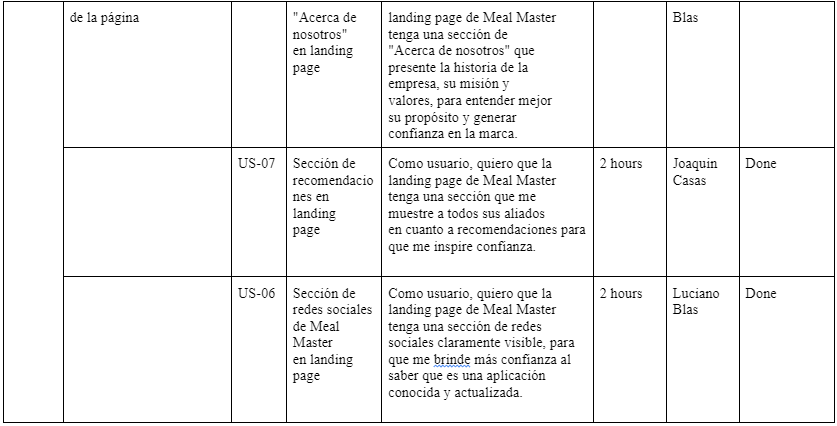 de la página
"Acerca de
nosotros"
en landing
page
landing page de Meal Master
tenga una sección de
"Acerca de nosotros" que
presente la historia de la
empresa, su misión y
valores, para entender mejor
su propósito y generar
confianza en la marca.
Blas
US-07
Sección de
recomendacio
nes en
landing
page
Como usuario, quiero que la
landing page de Meal Master
tenga una sección que me
muestre a todos sus aliados
en cuanto a recomendaciones para
que me inspire confianza.
2 hours
Joaquin
Casas
Done
US-06
Sección de
redes sociales
de Meal
Master
en landing
page
Como usuario, quiero que la
landing page de Meal Master
tenga una sección de redes
sociales claramente visible, para
que me brinde más confianza al
saber que es una aplicación
conocida y actualizada.
2 hours
Luciano
Blas
Done